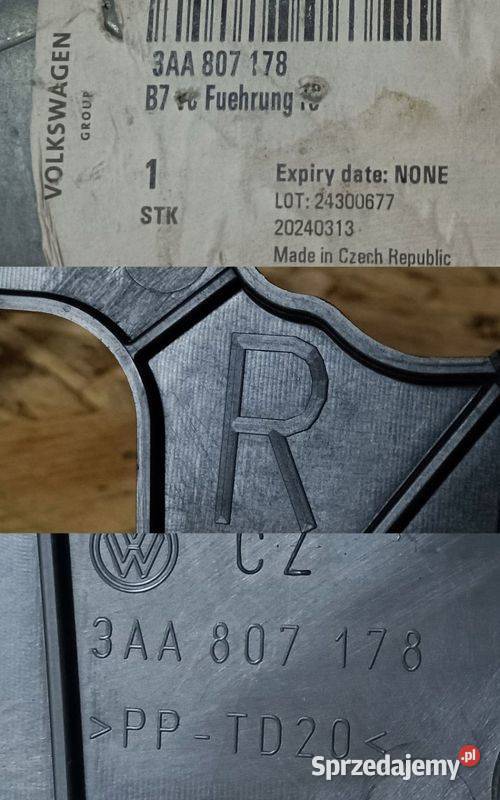 VOLKSWAGEN
GROUP
3AA 807 178
B7 Fuehrung
1
STK
Expiry date: NONE
LOT: 24300677
20240313
Made in Czech Republic
R
CZ
3AA 807 178
>PP-TD20<
Sprzedajemy.pl